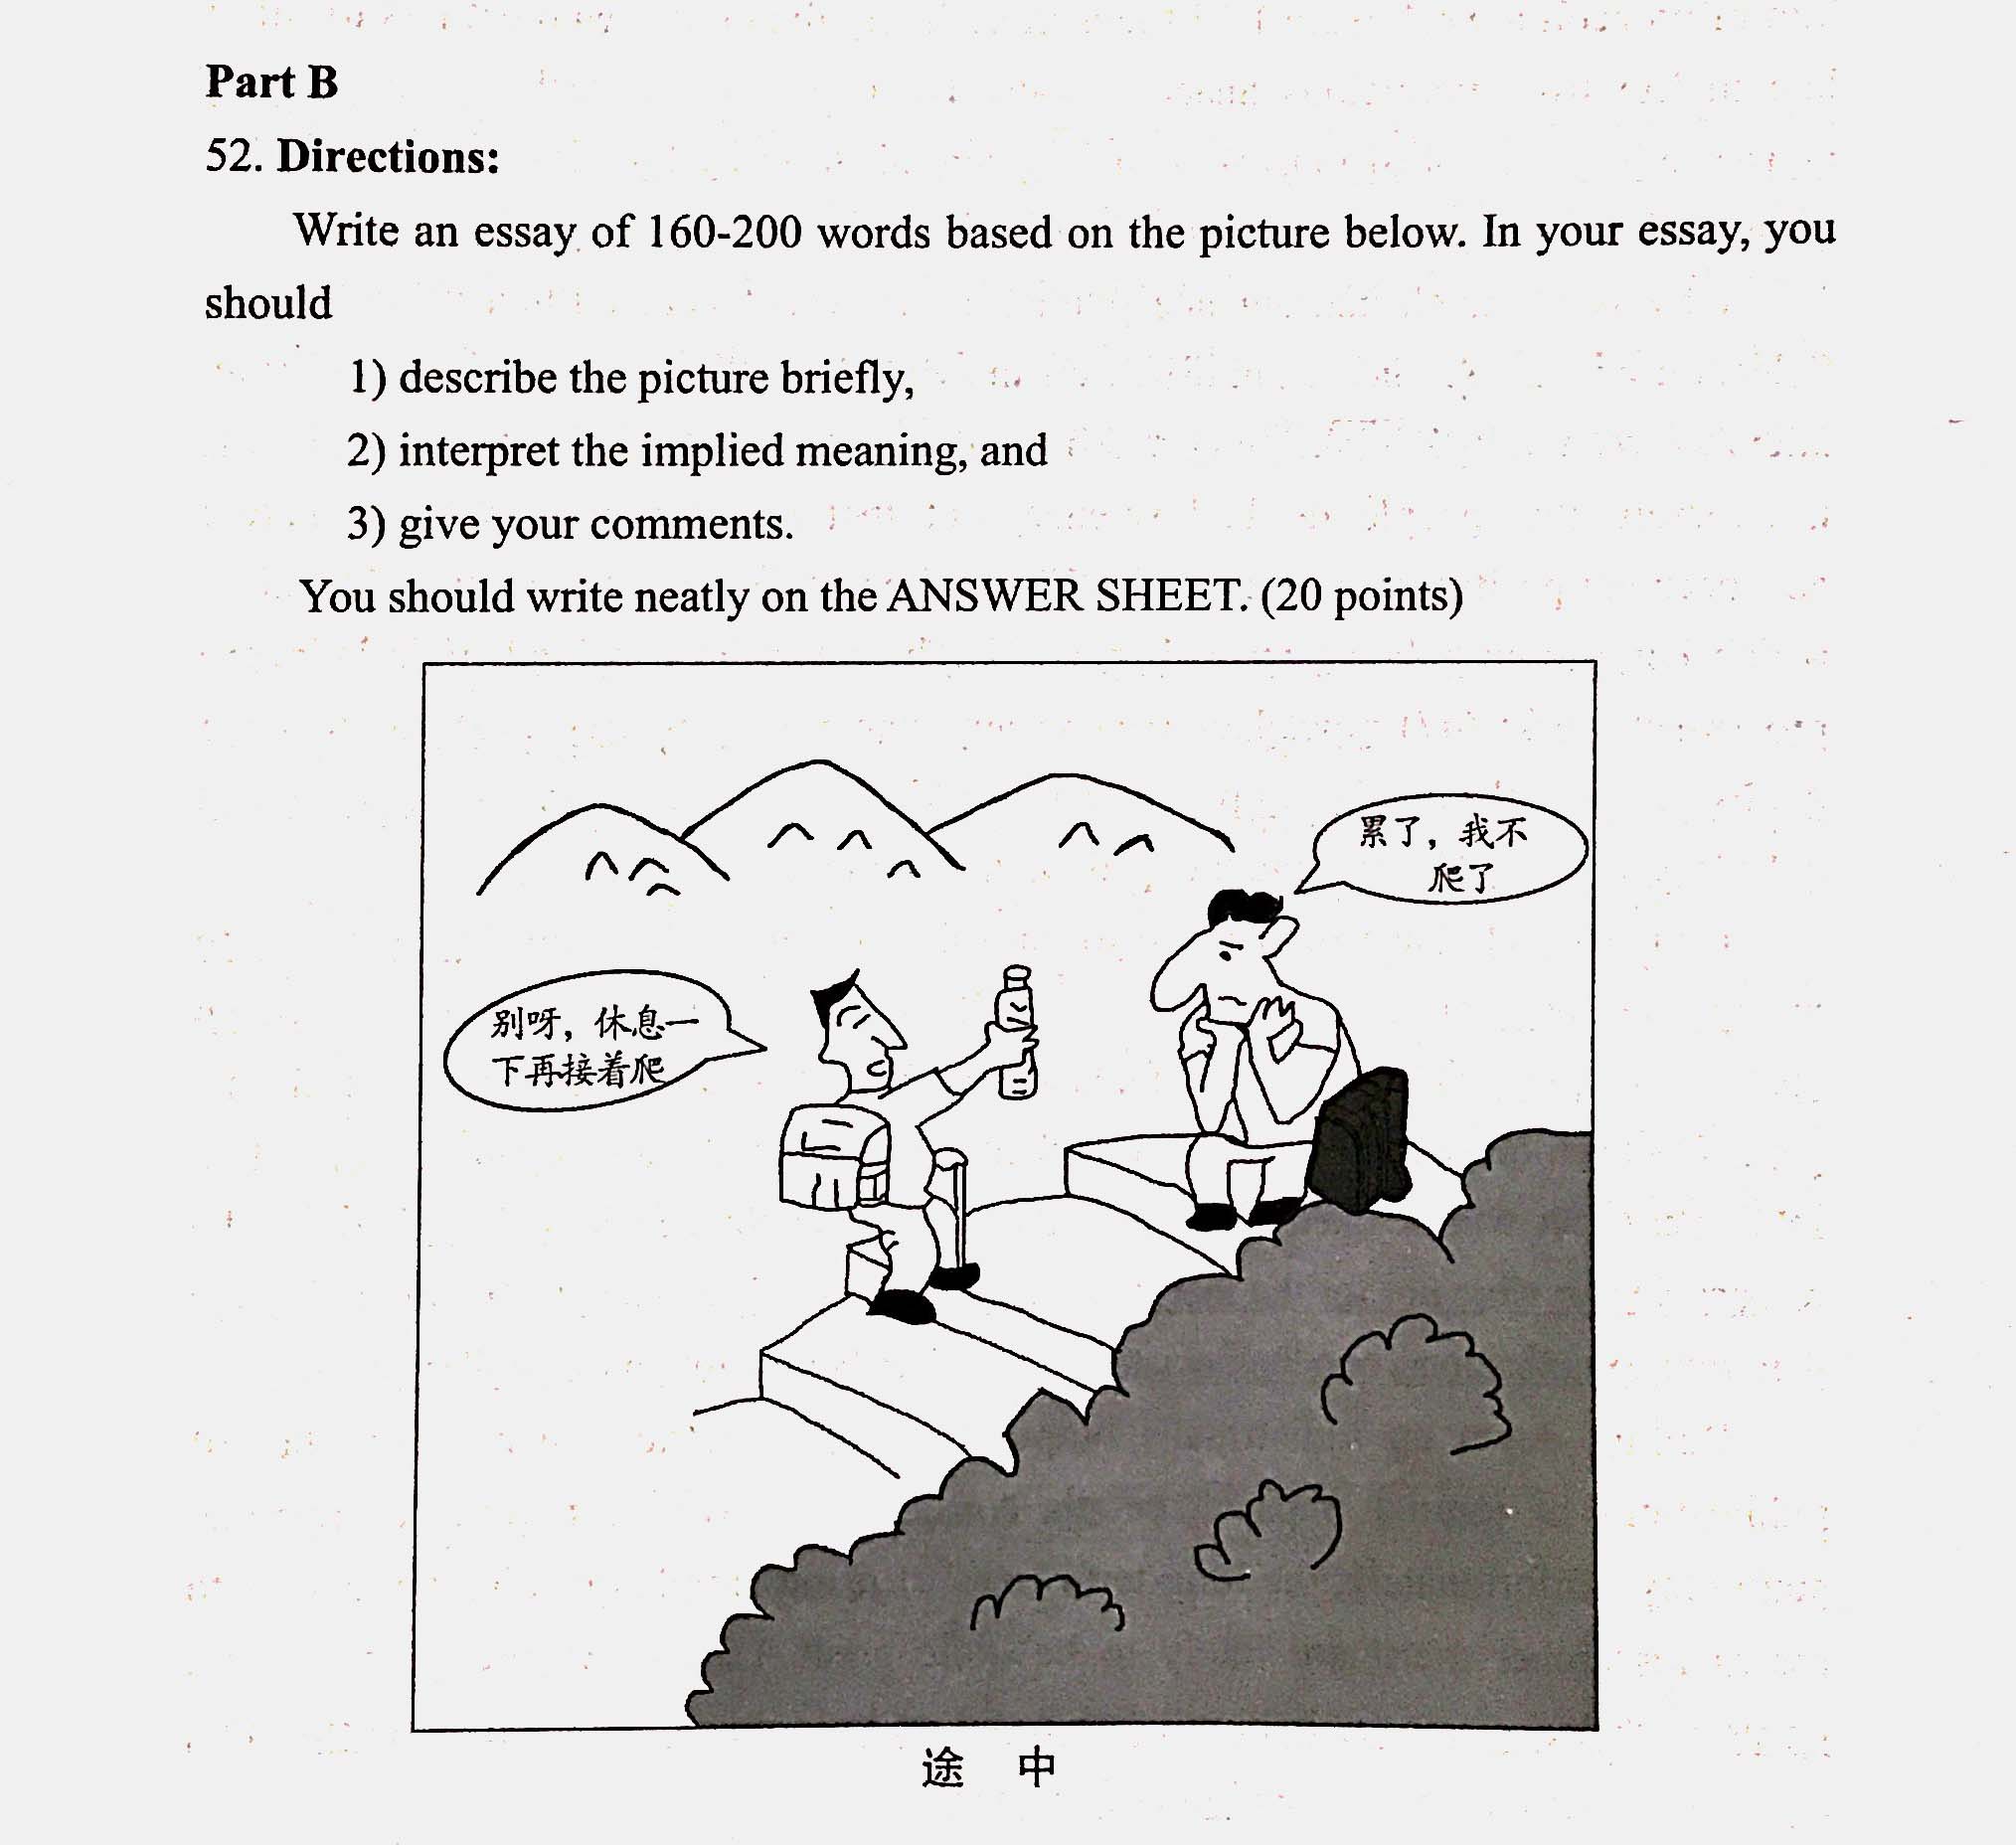 Part B
52. Directions:
Write an essay of 160-200 words based on the picture below. In your essay, you
should
1) describe the picture briefly,
2) interpret the implied meaning, and
3) give your comments.
You should write neatly on the ANSWER SHEET. (20 points)
累了，我不
爬了
别呀，休息一
下再接着爬
途 中